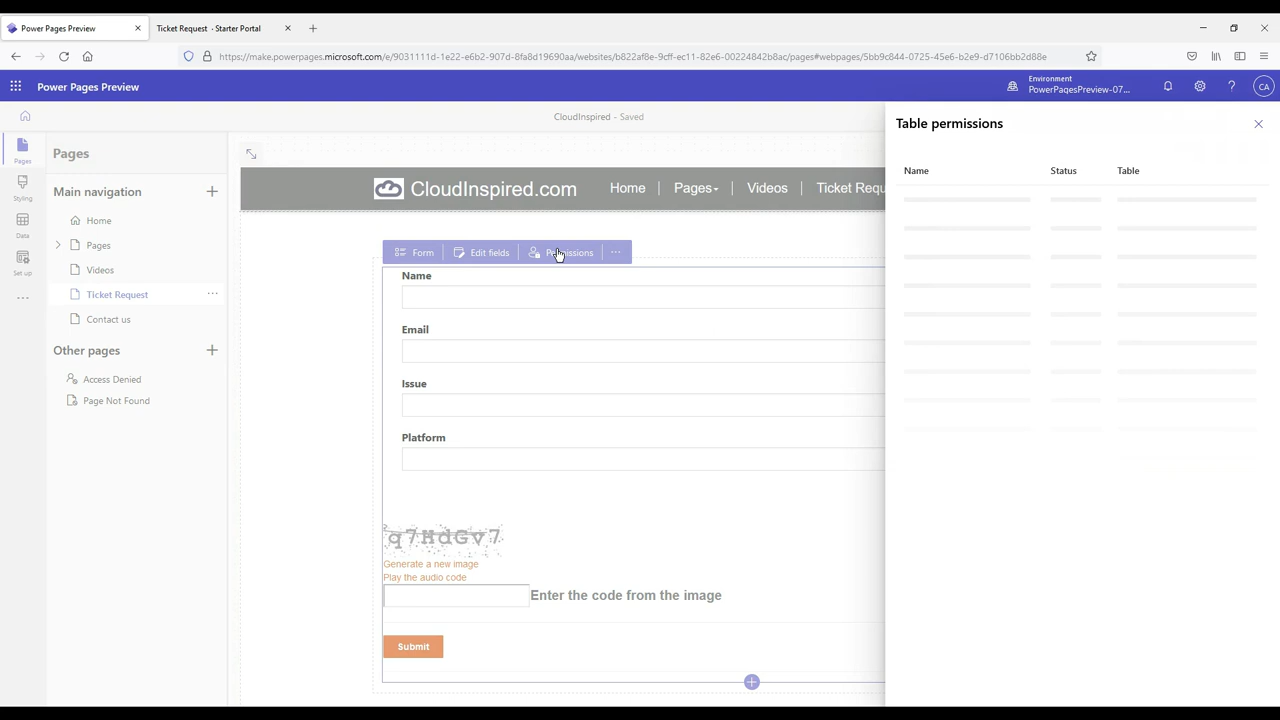 Power Pages Preview
Ticket Request · Starter Portal
https://make.powerpages.microsoft.com/e/9031111d-1e22-e6b2-907d-8fa8d19690aa/websites/b822af8e-9cff-ec11-82e6-00224842b8ac/pages#webpages/5bb9c844-0725-45e6-b2e9-d7106bb2d88e
Power Pages Preview
Environment
PowerPagesPreview-07...
CA
CloudInspired - Saved
Table permissions
Pages
Styling
Data
Set up
Pages
Main navigation
Home
Pages
Videos
Ticket Request
Contact us
Other pages
Access Denied
Page Not Found
CloudInspired.com
Home
Pages
Videos
Ticket Requ
Form
Edit fields
Permissions
Name
Email
Issue
Platform
q7HdGv7
Generate a new image
Play the audio code
Enter the code from the image
Submit
Name Status Table